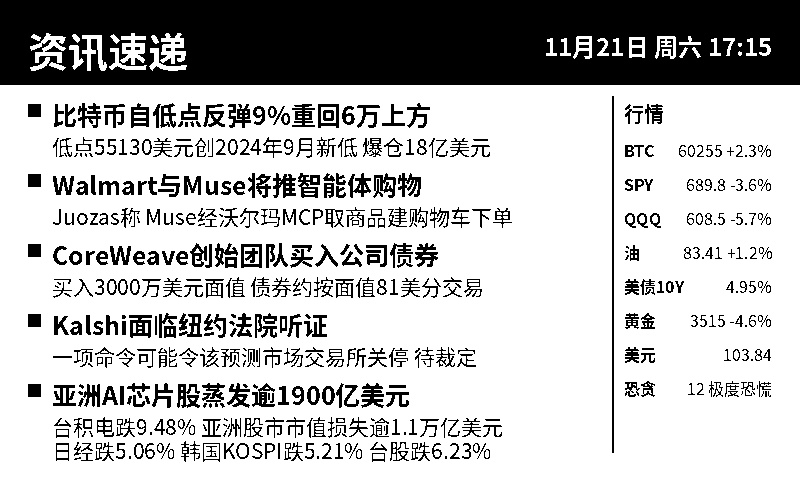 资讯速递
11月21日 周六 17:15
比特币自低点反弹9%重回6万上方
低点55130美元创2024年9月新低 爆仓18亿美元
Walmart与Muse将推智能体购物
Juozas称 Muse经沃尔玛MCP取商品建购物车下单
CoreWeave创始团队买入公司债券
买入3000万美元面值 债券约按面值81美分交易
Kalshi面临纽约法院听证
一项命令可能令该预测市场交易所关停 待裁定
亚洲AI芯片股蒸发逾1900亿美元
台积电跌9.48% 亚洲股市市值损失逾1.1万亿美元
日经跌5.06% 韩国KOSPI跌5.21% 台股跌6.23%
行情
BTC 60255 +2.3%
SPY 689.8 -3.6%
QQQ 608.5 -5.7%
油 83.41 +1.2%
美债10Y 4.95%
黄金 3515 -4.6%
美元 103.84
恐贪 12 极度恐慌